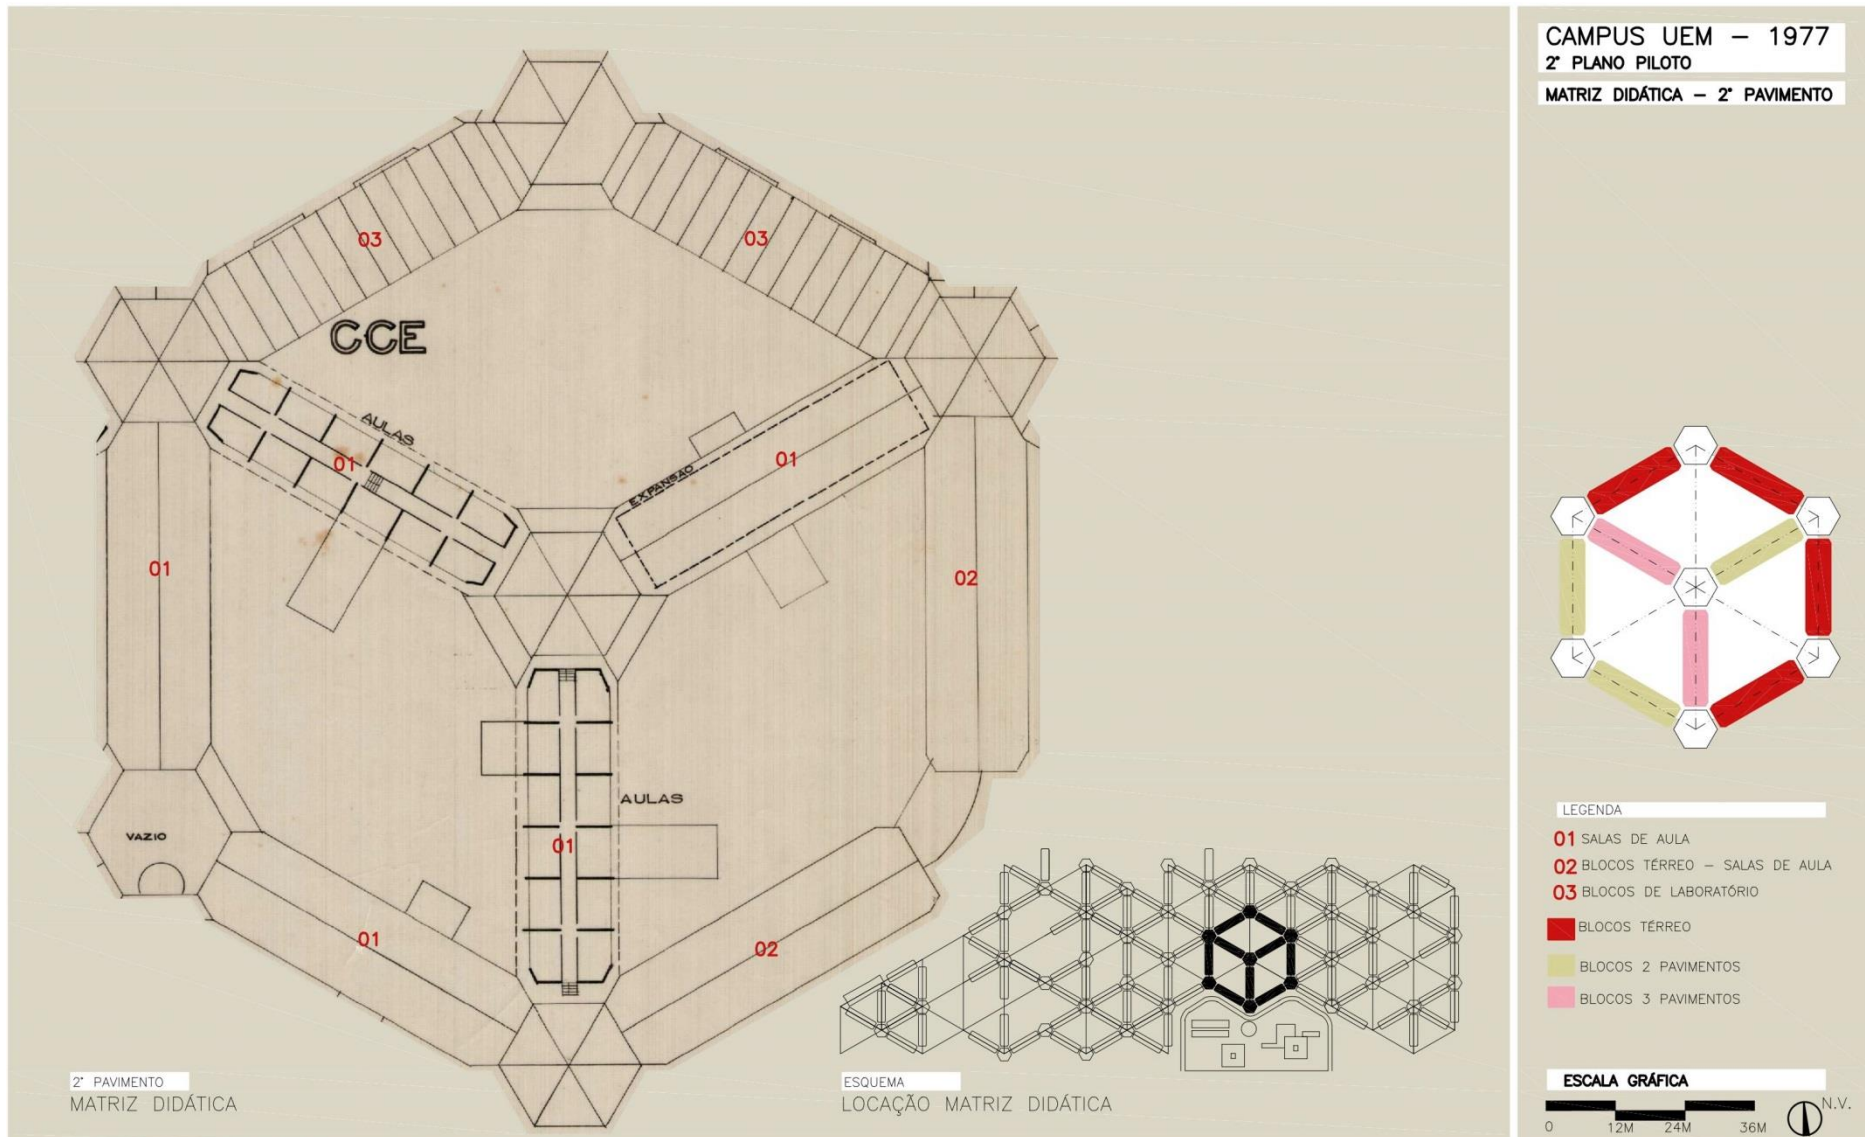 CAMPUS UEM – 1977
2° PLANO PILOTO
MATRIZ DIDÁTICA – 2° PAVIMENTO
03
03
CCE
AULAS
01
EXPANSAO
01
01
02
AULAS
01
VAZIO
01
02
2° PAVIMENTO
MATRIZ DIDÁTICA
ESQUEMA
LOCAÇÃO MATRIZ DIDÁTICA
LEGENDA
01 SALAS DE AULA
02 BLOCOS TÉRREO – SALAS DE AULA
03 BLOCOS DE LABORATÓRIO
BLOCOS TÉRREO
BLOCOS 2 PAVIMENTOS
BLOCOS 3 PAVIMENTOS
ESCALA GRÁFICA
0 12M 24M 36M
N.V.